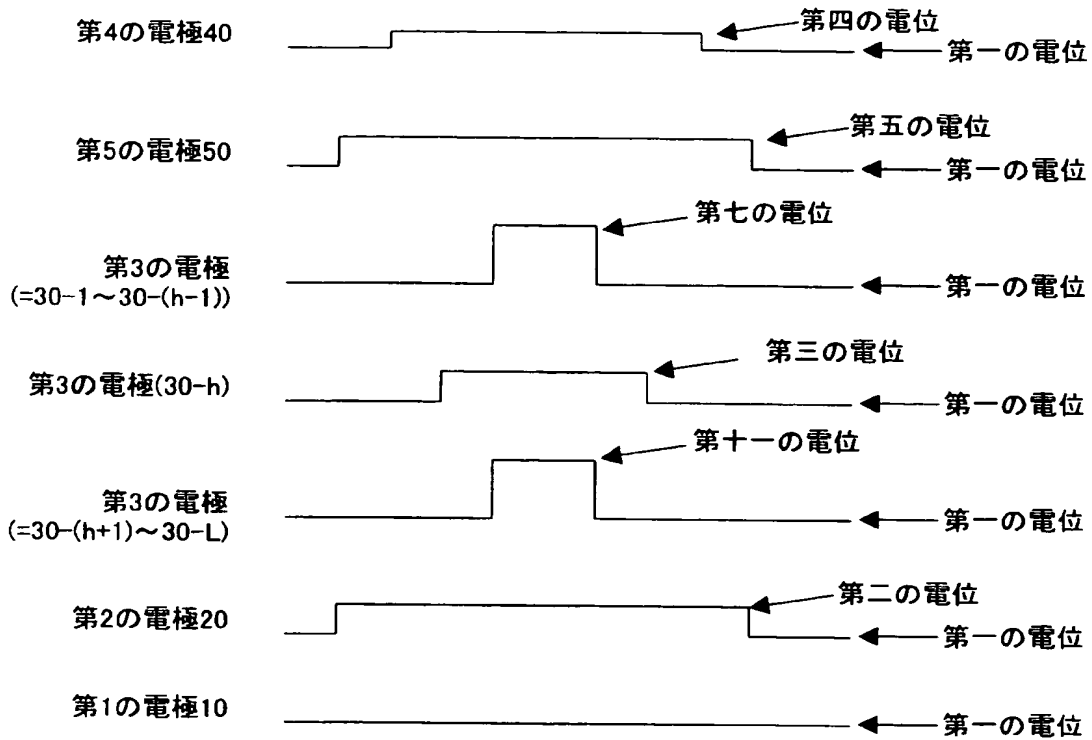 第4の電極40
第四の電位
第一の電位
第5の電極50
第五の電位
第一の電位
第七の電位
第3の電極
(=30-1～30-(h-1))
第一の電位
第三の電位
第3の電極(30-h)
第一の電位
第十一の電位
第3の電極
(=30-(h+1)～30-L)
第一の電位
第二の電位
第2の電極20
第一の電位
第1の電極10
第一の電位